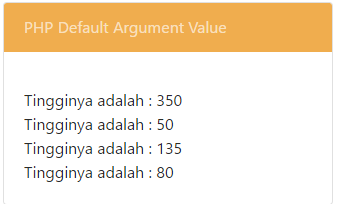 PHP Default Argument Value
Tingginya adalah : 350
Tingginya adalah : 50
Tingginya adalah : 135
Tingginya adalah : 80